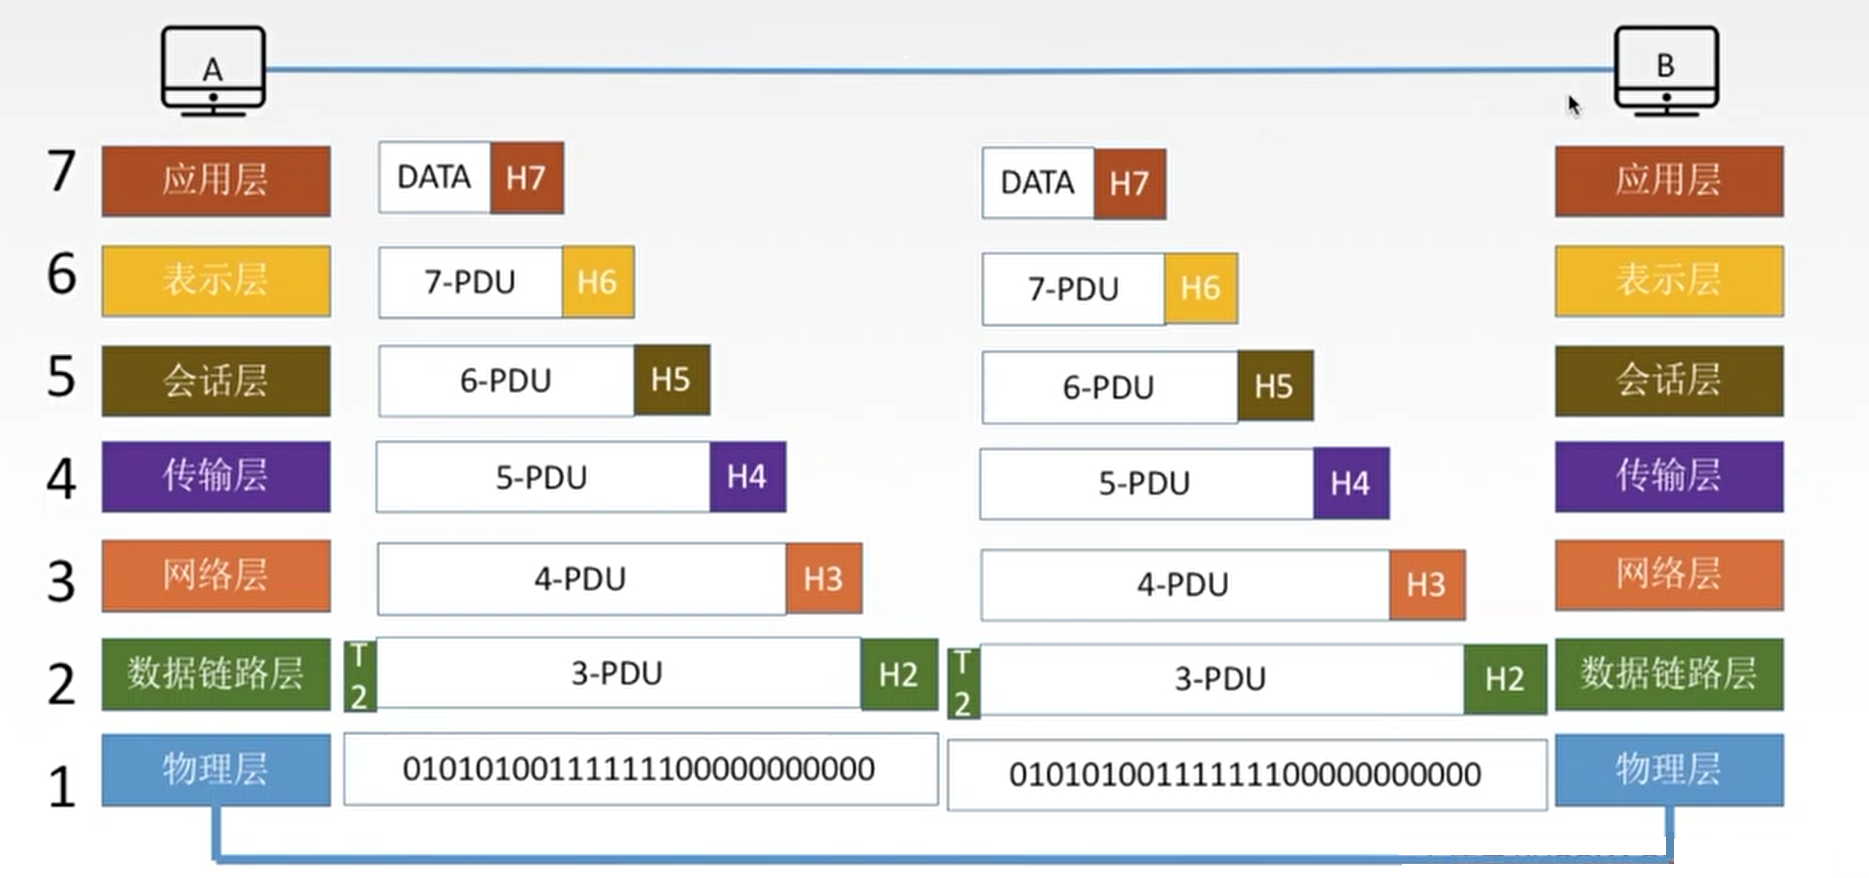 A
B
7 应用层 DATA H7 DATA H7 应用层
6 表示层 7-PDU H6 7-PDU H6 表示层
5 会话层 6-PDU H5 6-PDU H5 会话层
4 传输层 5-PDU H4 5-PDU H4 传输层
3 网络层 4-PDU H3 4-PDU H3 网络层
2 数据链路层 T2 3-PDU H2 T2 3-PDU H2 数据链路层
1 物理层 01010100111111100000000000 01010100111111100000000000 物理层